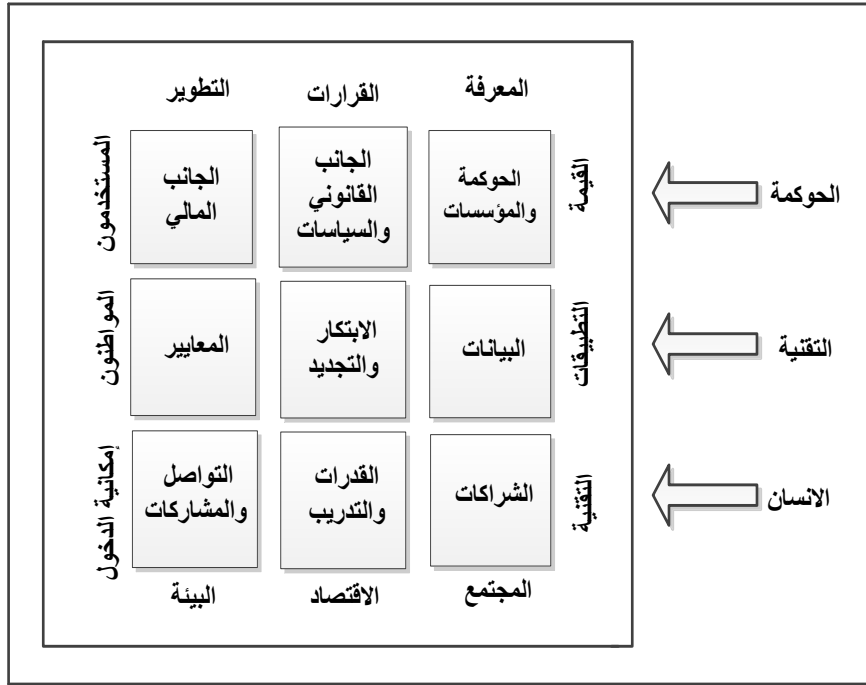 المعرفة
القرارات
التطوير
الحوكمة
القيمة
الحوكمة
والمؤسسات
الجانب
القانوني
والسياسات
الجانب
المالي
المستخدمون
التقنية
التطبيقات
البيانات
الابتكار
والتجديد
المعايير
المواطنون
الانسان
التقنية
الشراكات
القدرات
والتدريب
التواصل
والمشاركات
إمكانية الدخول
المجتمع
الاقتصاد
البيئة